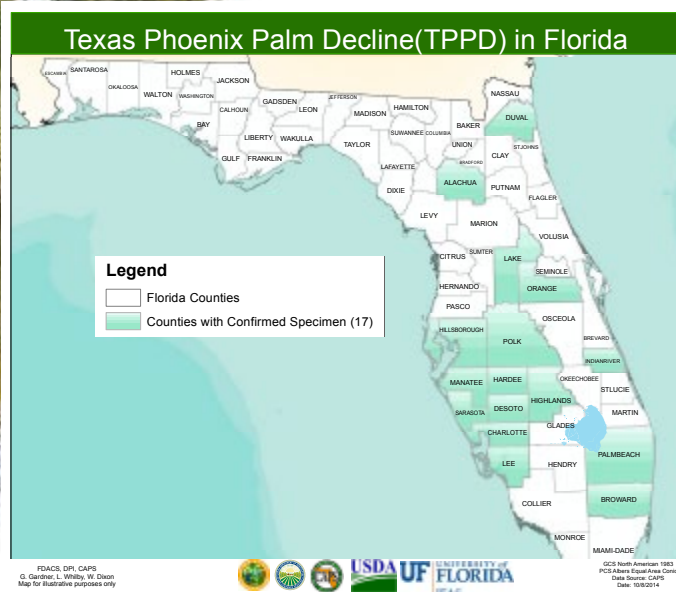 Texas Phoenix Palm Decline(TPPD) in Florida
ESCAMBIA
SANTAROSA
OKALOOSA
WALTON
HOLMES
WASHINGTON
JACKSON
BAY
CALHOUN
GULF
GADSDEN
LIBERTY
FRANKLIN
LEON
WAKULLA
JEFFERSON
MADISON
TAYLOR
HAMILTON
SUWANNEE
COLUMBIA
LAFAYETTE
DIXIE
BAKER
UNION
BRADFORD
NASSAU
DUVAL
CLAY
STJOHNS
ALACHUA
PUTNAM
FLAGLER
LEVY
MARION
VOLUSIA
CITRUS
SUMTER
LAKE
SEMINOLE
HERNANDO
ORANGE
PASCO
OSCEOLA
HILLSBOROUGH
POLK
BREVARD
INDIANRIVER
MANATEE
HARDEE
OKEECHOBEE
STLUCIE
HIGHLANDS
SARASOTA
DESOTO
MARTIN
GLADES
CHARLOTTE
LEE
HENDRY
PALMBEACH
COLLIER
BROWARD
MONROE
MIAMI-DADE
Legend
Florida Counties
Counties with Confirmed Specimen (17)
FDACS, DPI, CAPS
G. Gardner, L. Whilby, W. Dixon
Map for illustrative purposes only
USDA
UF
UNIVERSITY of
FLORIDA
GCS North American 1983
PCS Albers Equal Area Conic
Data Source: CAPS
Date: 10/8/2014